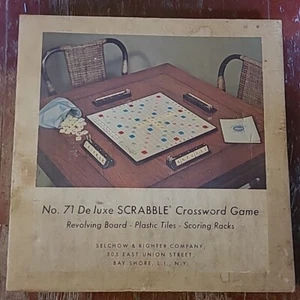 No. 71 De luxe SCRABBLE® Crossword Game
Revolving Board - Plastic Tiles - Scoring Racks
SELCHOW & RIGHTER COMPANY
505 EAST UNION STREET
BAY SHORE, L. I., N. Y.